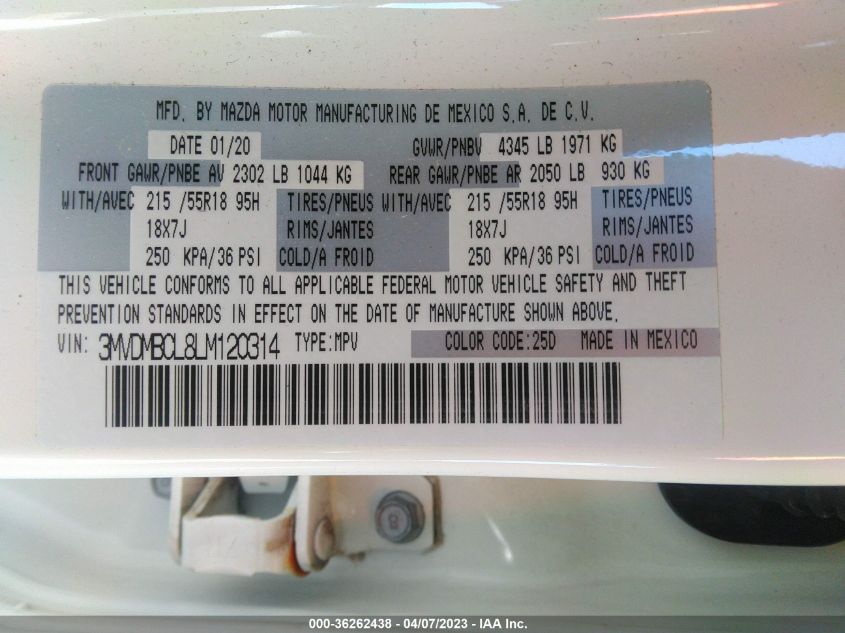 MFD. BY MAZDA MOTOR MANUFACTURING DE MEXICO S.A. DE C.V.
DATE 01/20 GVWR/PNBV 4345 LB 1971 KG
FRONT GAWR/PNBE AV 2302 LB 1044 KG REAR GAWR/PNBE AR 2050 LB 930 KG
WITH/AVEC 215 /55R18 95H TIRES/PNEUS WITH/AVEC 215 /55R18 95H TIRES/PNEUS
18X7J RIMS/JANTES 18X7J RIMS/JANTES
250 KPA/36 PSI COLD/A FROID 250 KPA/36 PSI COLD/A FROID
THIS VEHICLE CONFORMS TO ALL APPLICABLE FEDERAL MOTOR VEHICLE SAFETY AND THEFT
PREVENTION STANDARDS IN EFFECT ON THE DATE OF MANUFACTURE SHOWN ABOVE.
VIN: 3MVDMBCL8LM120314 TYPE:MPV COLOR CODE:25D MADE IN MEXICO
8
000-36262438 - 04/07/2023 - IAA Inc.